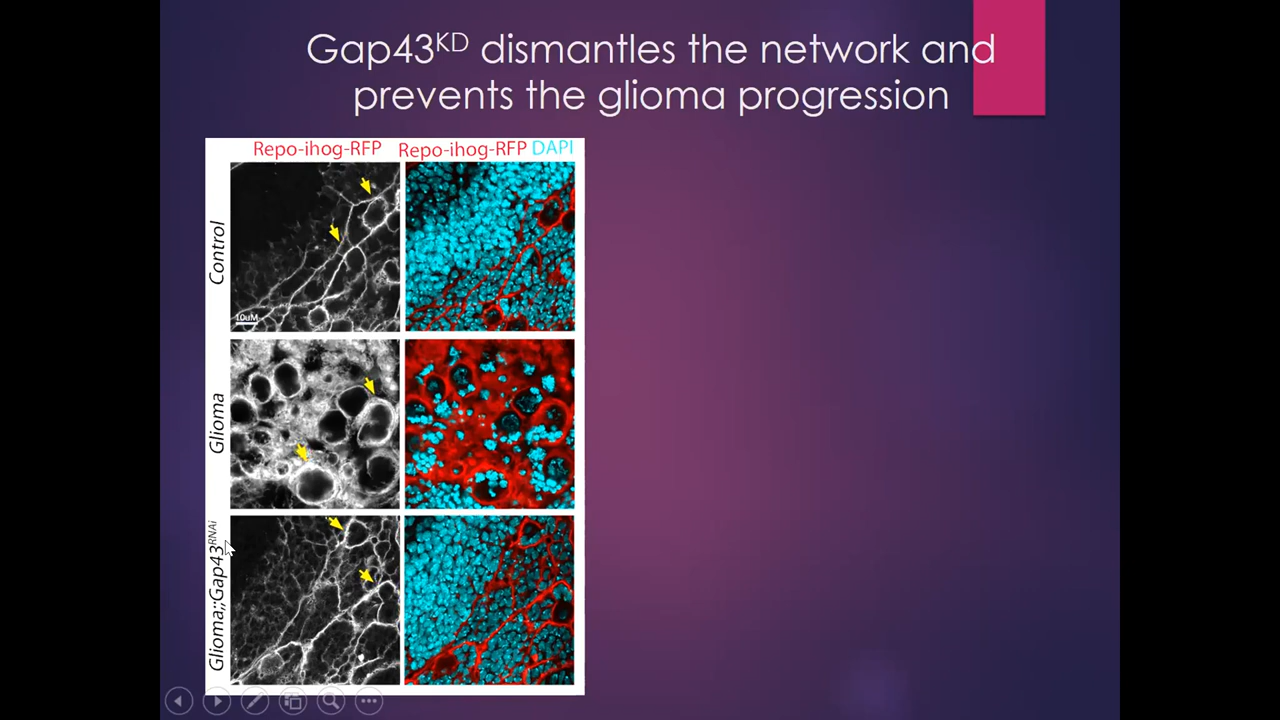 Gap43ᴷᴰ dismantles the network and
prevents the glioma progression
Repo-ihog-RFP
Repo-ihog-RFP DAPI
Control
10uM
Glioma
Glioma;;Gap43ᴿᴺᴬⁱ